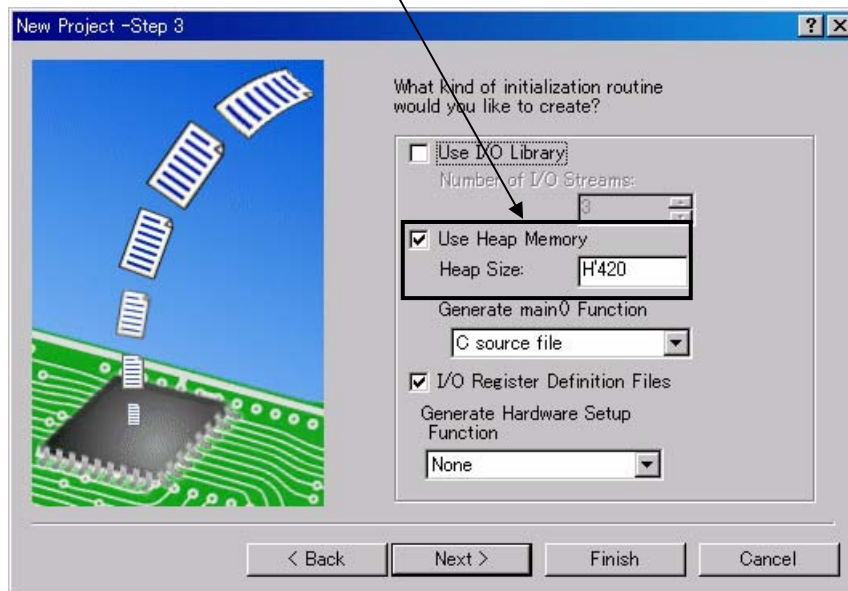 New Project -Step 3
What kind of initialization routine
would you like to create?
Use I/O Library
Number of I/O Streams:
3
Use Heap Memory
Heap Size: H'420
Generate main() Function
C source file
I/O Register Definition Files
Generate Hardware Setup
Function
None
< Back Next > Finish Cancel